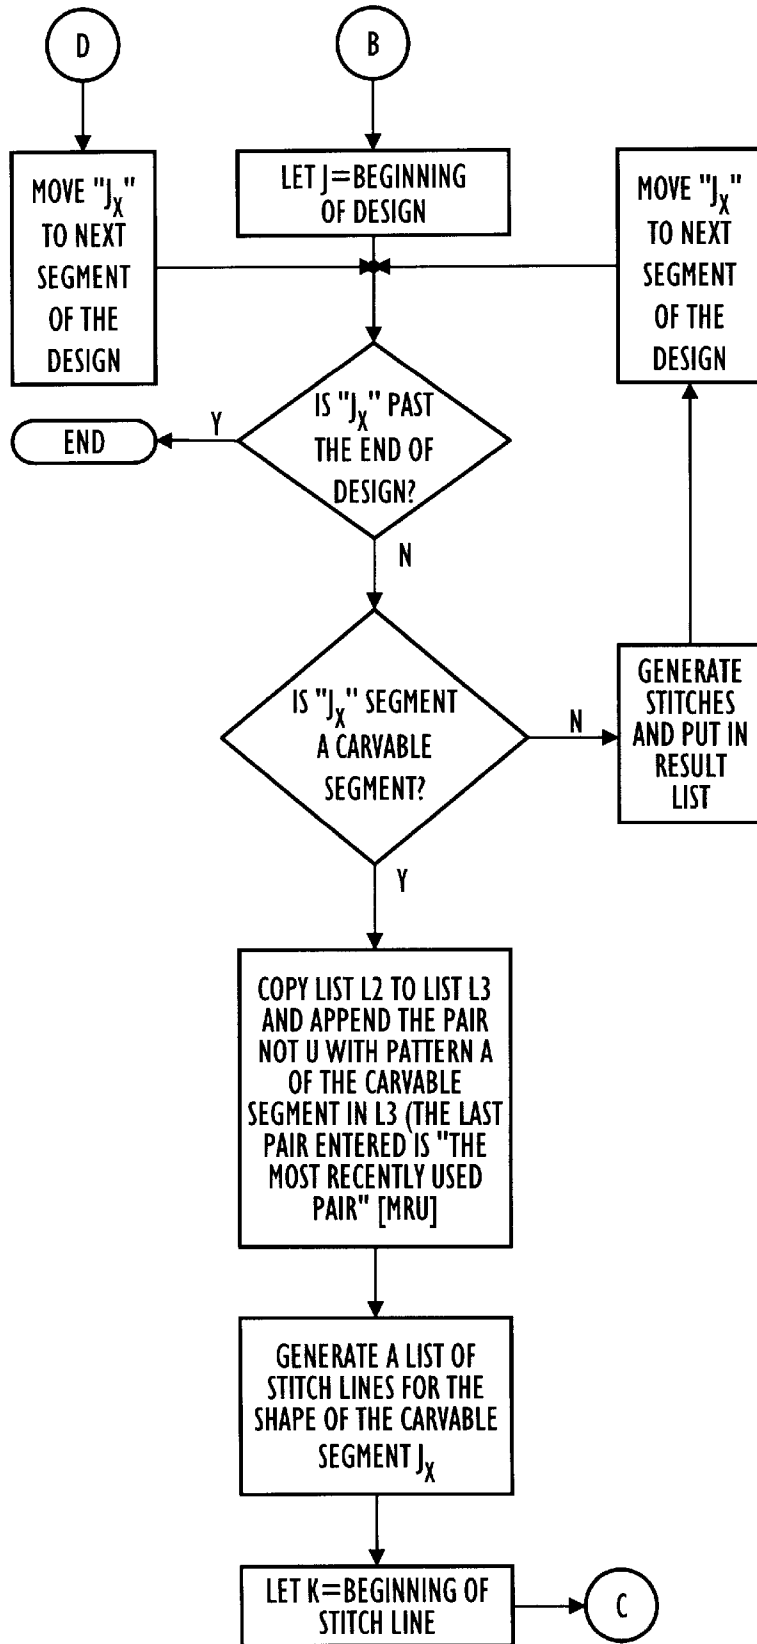 D
B
MOVE "JX"
TO NEXT
SEGMENT
OF THE
DESIGN
LET J=BEGINNING
OF DESIGN
MOVE "JX"
TO NEXT
SEGMENT
OF THE
DESIGN
IS "JX" PAST
THE END OF
DESIGN?
Y
END
N
IS "JX" SEGMENT
A CARVABLE
SEGMENT?
N
GENERATE
STITCHES
AND PUT IN
RESULT
LIST
Y
COPY LIST L2 TO LIST L3
AND APPEND THE PAIR
NOT U WITH PATTERN A
OF THE CARVABLE
SEGMENT IN L3 (THE LAST
PAIR ENTERED IS "THE
MOST RECENTLY USED
PAIR" [MRU]
GENERATE A LIST OF
STITCH LINES FOR THE
SHAPE OF THE CARVABLE
SEGMENT JX
LET K=BEGINNING OF
STITCH LINE
C